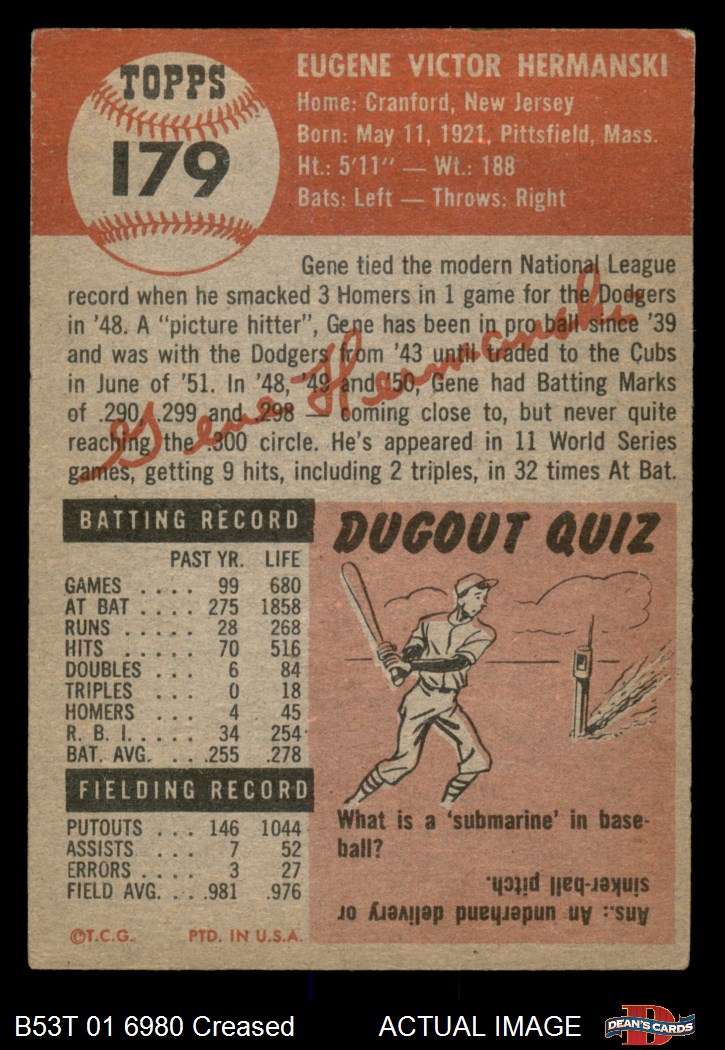 TOPPS
179
EUGENE VICTOR HERMANSKI
Home: Cranford, New Jersey
Born: May 11, 1921, Pittsfield, Mass.
Ht.: 5'11" — Wt.: 188
Bats: Left — Throws: Right
Gene tied the modern National League
record when he smacked 3 Homers in 1 game for the Dodgers
in '48. A "picture hitter", Gene has been in pro ball since '39
and was with the Dodgers from '43 until traded to the Cubs
in June of '51. In '48, '49 and '50, Gene had Batting Marks
of .290, .299 and .298 — coming close to, but never quite
reaching the .300 circle. He's appeared in 11 World Series
games, getting 9 hits, including 2 triples, in 32 times At Bat.
Gene Hermanski
BATTING RECORD
PAST YR. LIFE
GAMES .... 99 680
AT BAT .... 275 1858
RUNS ..... 28 268
HITS ..... 70 516
DOUBLES .... 6 84
TRIPLES .... 0 18
HOMERS ... 4 45
R. B. I...... 34 254
BAT. AVG. ... .255 .278
FIELDING RECORD
PUTOUTS ... 146 1044
ASSISTS .... 7 52
ERRORS .... 3 27
FIELD AVG. .. .981 .976
©T.C.G. PTD. IN U.S.A.
DUGOUT QUIZ
What is a 'submarine' in base-
ball?
Ans.: An underhand delivery or
sinker-ball pitch.
B53T 01 6980 Creased ACTUAL IMAGE
D
DEAN'S CARDS